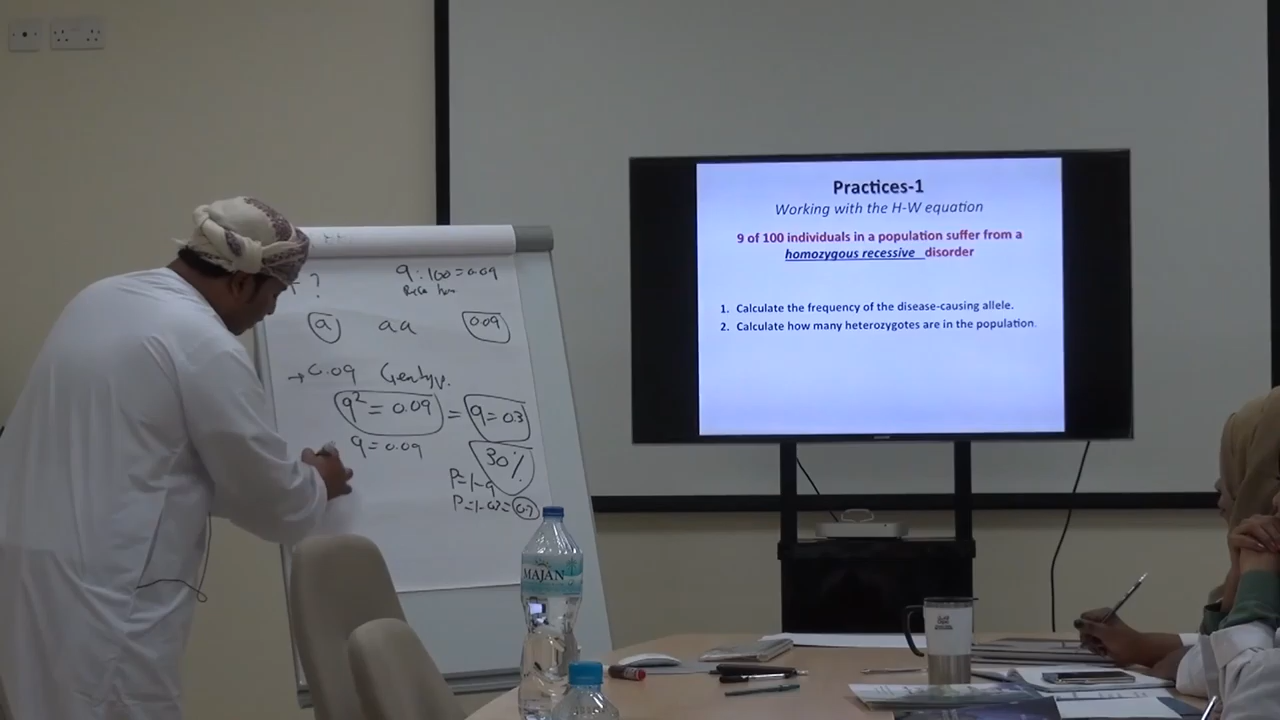 Practices-1
Working with the H-W equation
9 of 100 individuals in a population suffer from a
homozygous recessive disorder
1. Calculate the frequency of the disease-causing allele.
2. Calculate how many heterozygotes are in the population.
?
9:100=0.09
a aa 0.09
→0.09
q²=0.09 = q=0.3
q=0.09
30%
P=1-q
P=1-0.3=0.7
MAJAN